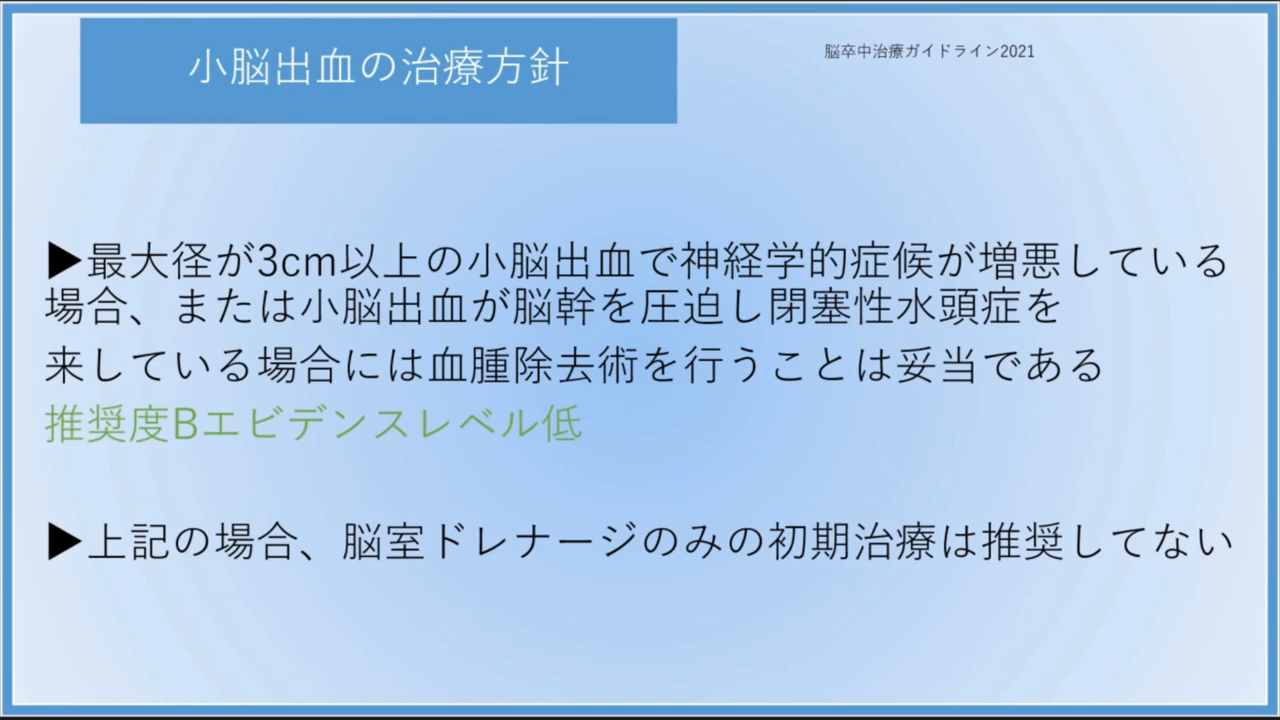 小脳出血の治療方針
脳卒中治療ガイドライン2021
▶最大径が3cm以上の小脳出血で神経学的症候が増悪している
場合、または小脳出血が脳幹を圧迫し閉塞性水頭症を
来している場合には血腫除去術を行うことは妥当である
推奨度Bエビデンスレベル低
▶上記の場合、脳室ドレナージのみの初期治療は推奨してない